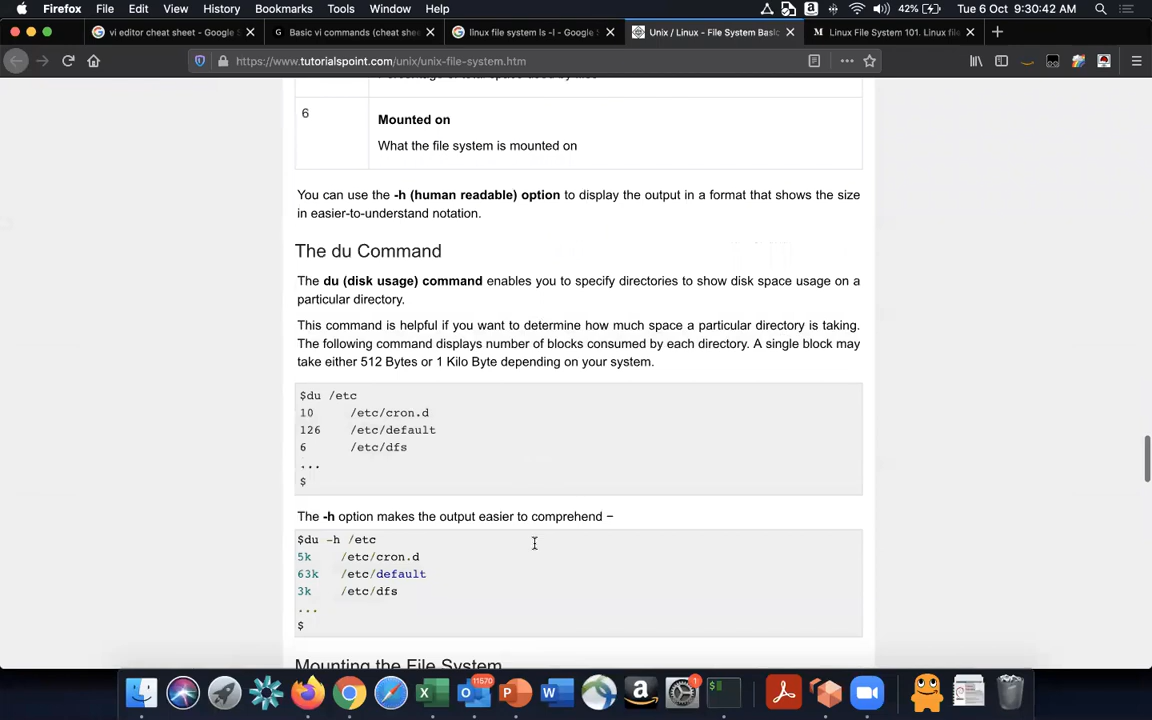 Firefox File Edit View History Bookmarks Tools Window Help 42% Tue 6 Oct 9:30:42 AM
vi editor cheat sheet - Google S
Basic vi commands (cheat shee
linux file system ls -l - Google S
Unix / Linux - File System Basic
Linux File System 101. Linux file
https://www.tutorialspoint.com/unix/unix-file-system.htm
Percentage of total space used by files
6
Mounted on
What the file system is mounted on
You can use the -h (human readable) option to display the output in a format that shows the size
in easier-to-understand notation.
The du Command
The du (disk usage) command enables you to specify directories to show disk space usage on a
particular directory.
This command is helpful if you want to determine how much space a particular directory is taking.
The following command displays number of blocks consumed by each directory. A single block may
take either 512 Bytes or 1 Kilo Byte depending on your system.
$du /etc
10 /etc/cron.d
126 /etc/default
6 /etc/dfs
...
$
The -h option makes the output easier to comprehend −
$du -h /etc
5k /etc/cron.d
63k /etc/default
3k /etc/dfs
...
$
Mounting the File System
11570
1